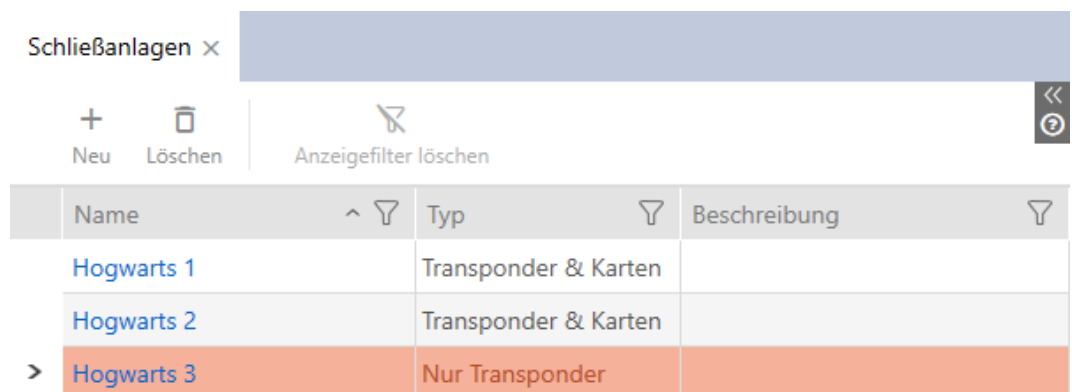 Schließanlagen
Neu Löschen Anzeigefilter löschen
Name Typ Beschreibung
Hogwarts 1 Transponder & Karten
Hogwarts 2 Transponder & Karten
Hogwarts 3 Nur Transponder